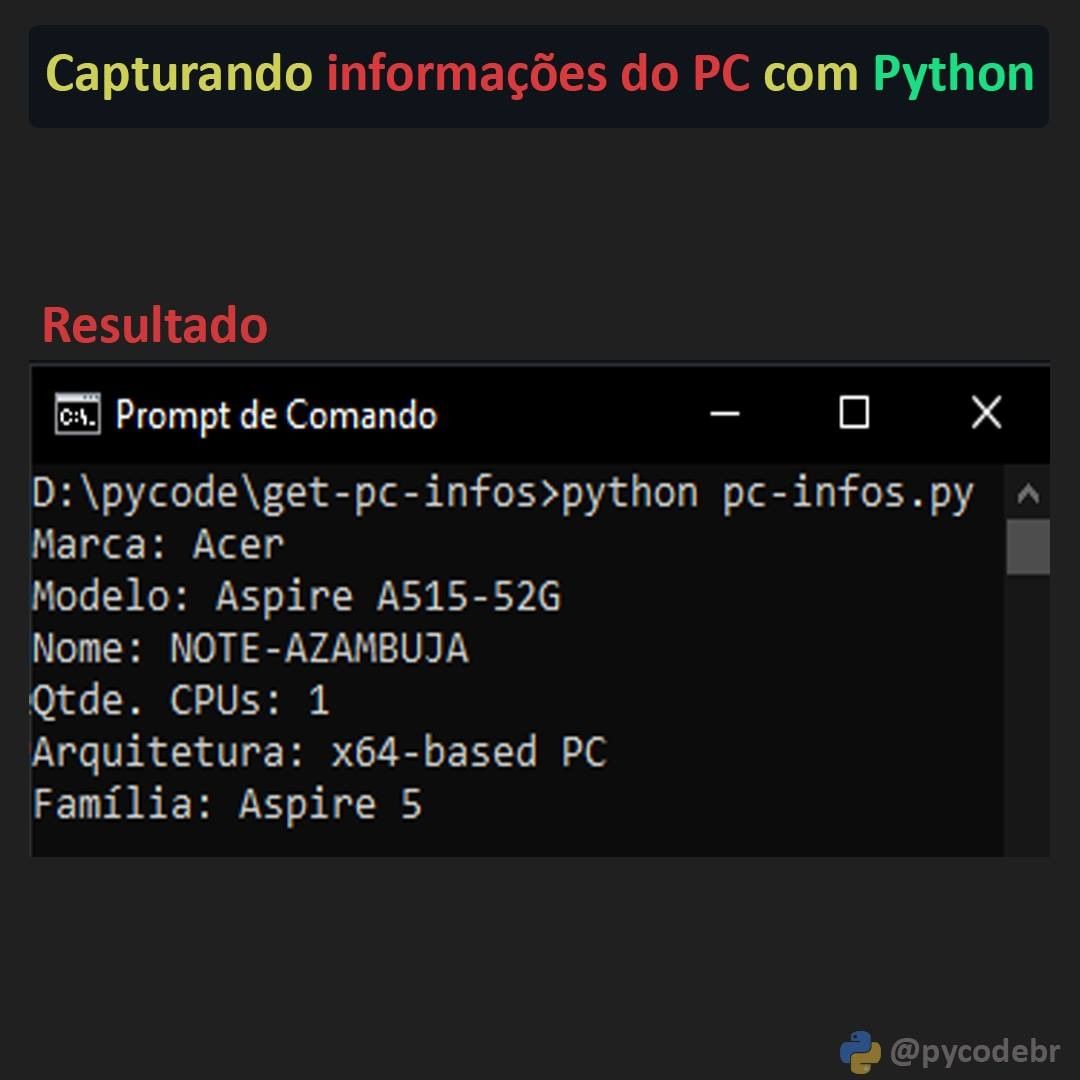 Capturando informações do PC com Python
Resultado
C:\. Prompt de Comando
D:\pycode\get-pc-infos>python pc-infos.py
Marca: Acer
Modelo: Aspire A515-52G
Nome: NOTE-AZAMBUJA
Qtde. CPUs: 1
Arquitetura: x64-based PC
Família: Aspire 5
@pycodebr